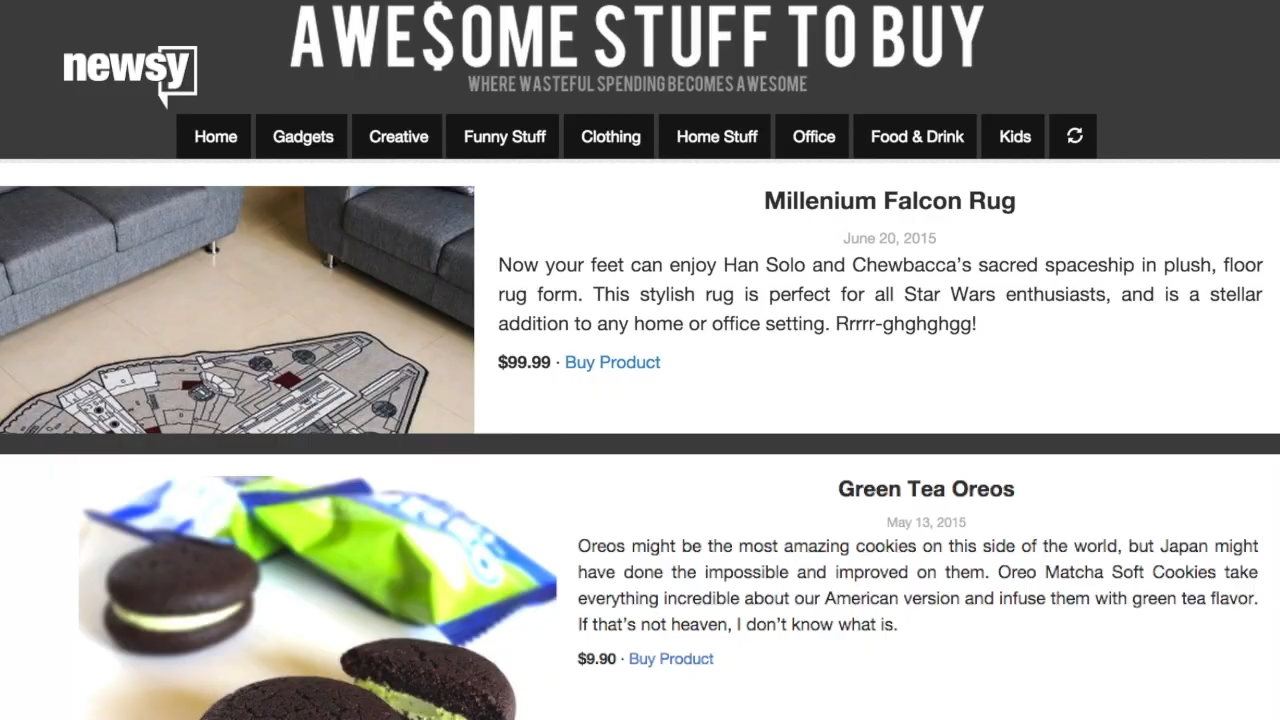 AWE$OME STUFF TO BUY
newsy
WHERE WASTEFUL SPENDING BECOMES AWESOME
Home Gadgets Creative Funny Stuff Clothing Home Stuff Office Food & Drink Kids
Millenium Falcon Rug
June 20, 2015
Now your feet can enjoy Han Solo and Chewbacca's sacred spaceship in plush, floor
rug form. This stylish rug is perfect for all Star Wars enthusiasts, and is a stellar
addition to any home or office setting. Rrrrr-ghghghgg!
$99.99 · Buy Product
Green Tea Oreos
May 13, 2015
Oreos might be the most amazing cookies on this side of the world, but Japan might
have done the impossible and improved on them. Oreo Matcha Soft Cookies take
everything incredible about our American version and infuse them with green tea flavor.
If that's not heaven, I don't know what is.
$9.90 · Buy Product